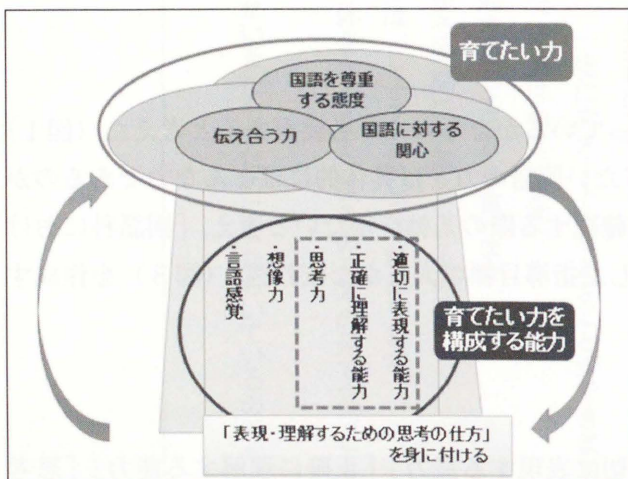 育てたい力
国語を尊重
する態度
伝え合う力
国語に対する
関心
・適切に表現する能力
・正確に理解する能力
・思考力
・想像力
・言語感覚
育てたい力を
構成する能力
「表現・理解するための思考の仕方」
を身に付ける